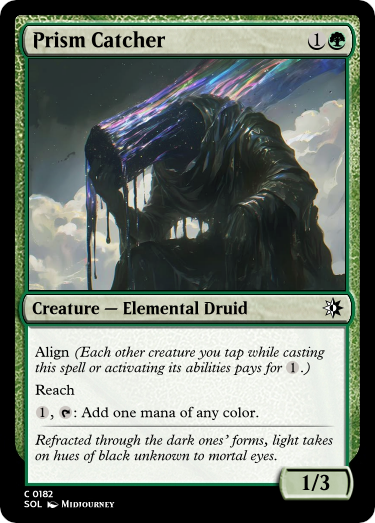 Prism Catcher 1
Creature — Elemental Druid
Align (Each other creature you tap while casting
this spell or activating its abilities pays for 1.)
Reach
1, : Add one mana of any color.
Refracted through the dark ones' forms, light takes
on hues of black unknown to mortal eyes.
1/3
C 0182
SOL Midjourney